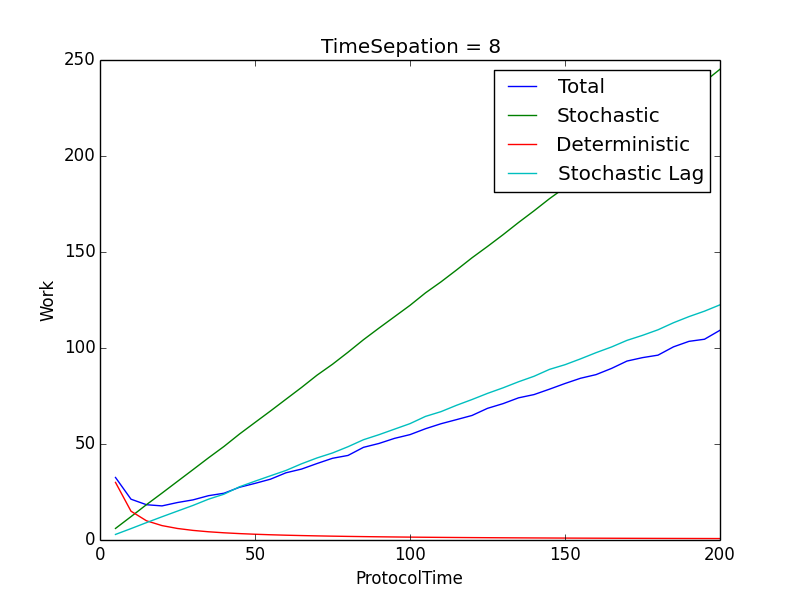 TimeSepation = 8
250
200
150
100
50
0
Work
Total
Stochastic
Deterministic
Stochastic Lag
0
50
100
150
200
ProtocolTime